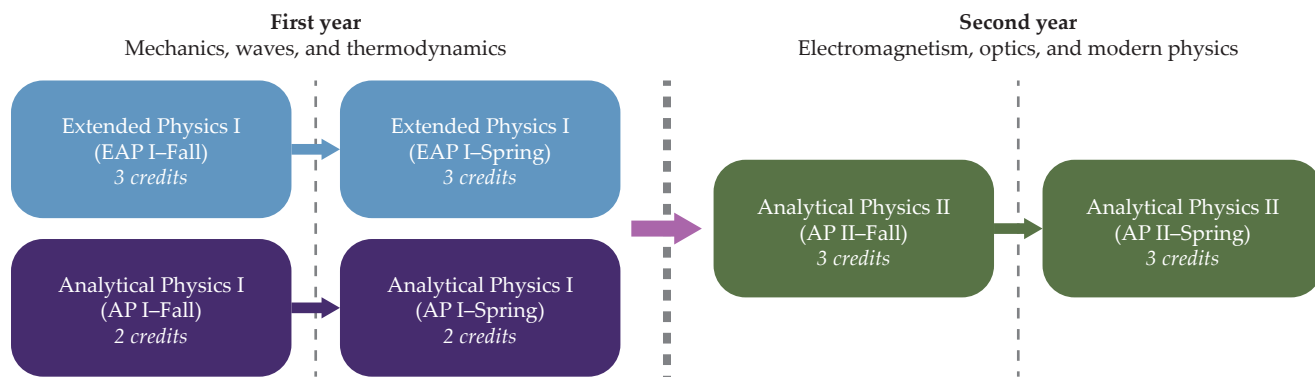 First year
Mechanics, waves, and thermodynamics
Second year
Electromagnetism, optics, and modern physics
Extended Physics I
(EAP I–Fall)
3 credits
Extended Physics I
(EAP I–Spring)
3 credits
Analytical Physics I
(AP I–Fall)
2 credits
Analytical Physics I
(AP I–Spring)
2 credits
Analytical Physics II
(AP II–Fall)
3 credits
Analytical Physics II
(AP II–Spring)
3 credits